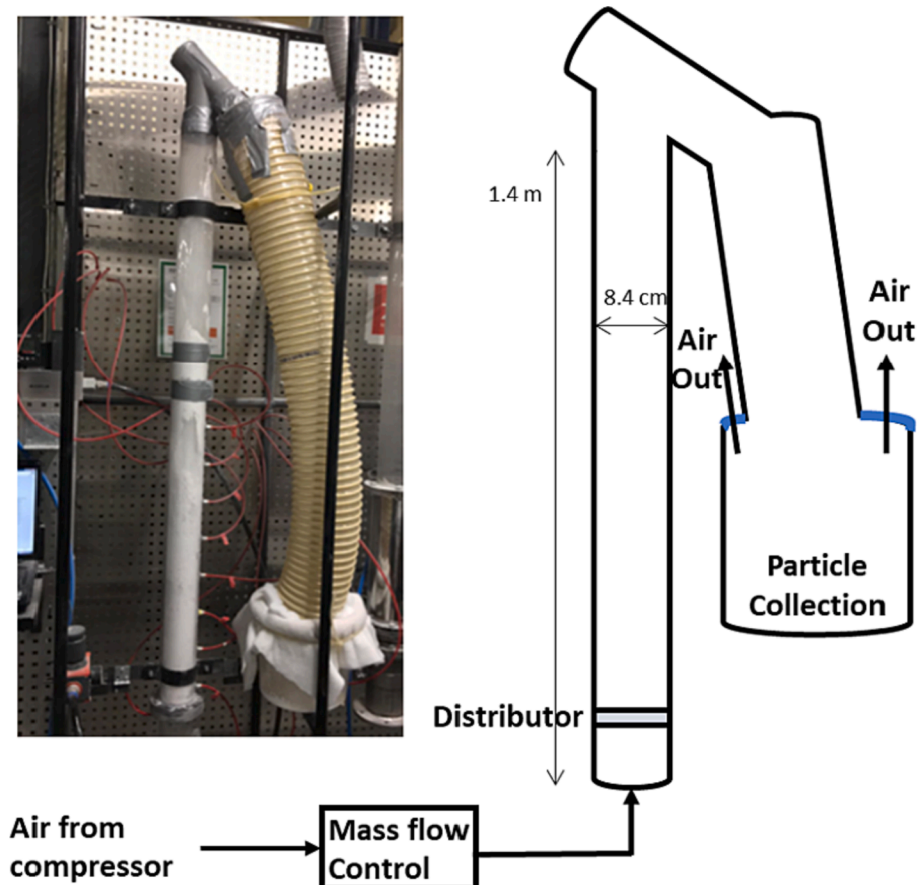 1.4 m
8.4 cm
Air
Out
Air
Out
Particle
Collection
Distributor
Air from
compressor
Mass flow
Control